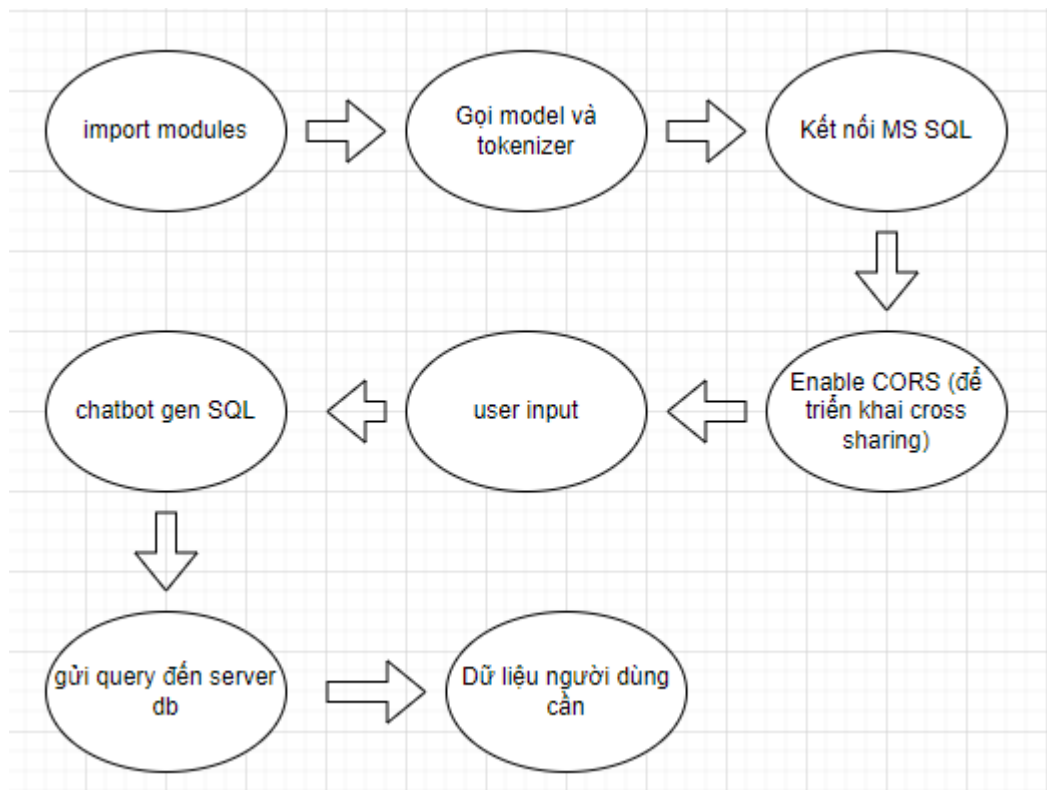 import modules
Gọi model và
tokenizer
Kết nối MS SQL
Enable CORS (để
triển khai cross
sharing)
user input
chatbot gen SQL
gửi query đến server
db
Dữ liệu người dùng
cần